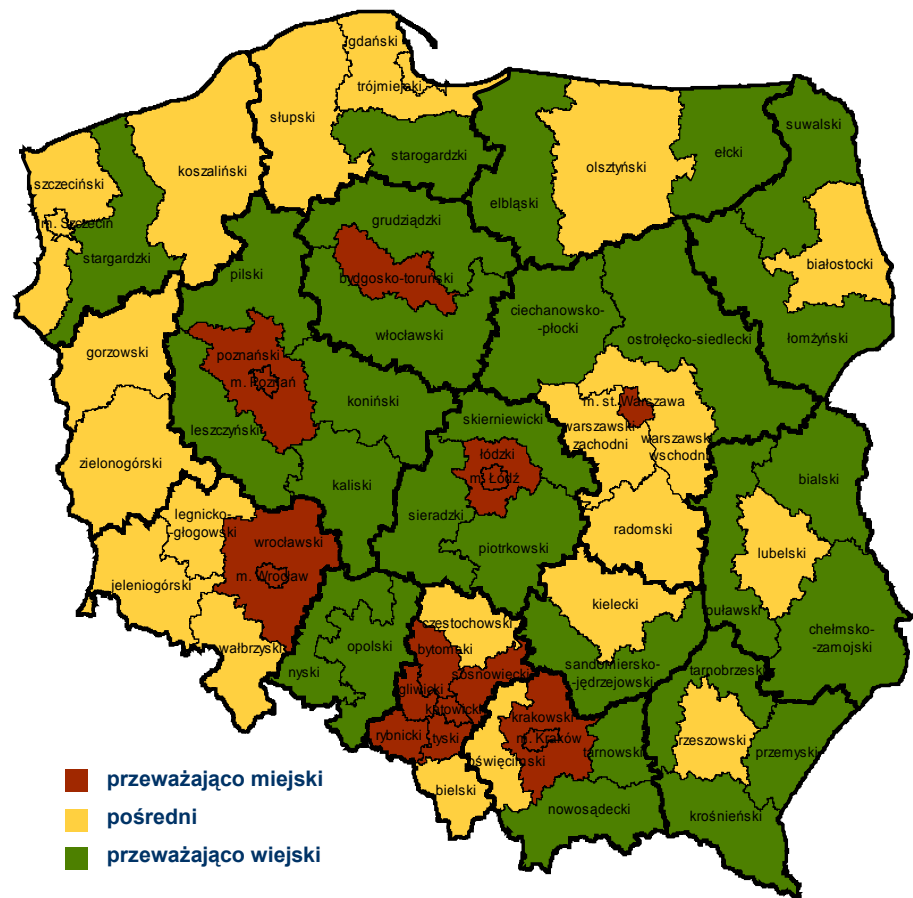 gdański
trójmiejski
słupski
suwalski
starogardzki
olsztyński
ełcki
koszaliński
szczeciński
elbląski
grudziądzki
m. Szczecin
stargardzki
pilski
bydgosko-toruński
białostocki
ciechanowsko-
-płocki
włocławski
ostrołęcko-siedlecki
łomżyński
gorzowski
poznański
m. Poznań
koniński
m. st. Warszawa
skierniewicki
leszczyński
warszawski
zachodni
warszawski
wschodni
łódzki
m. Łódź
zielonogórski
bialski
kaliski
legnicko-
-głogowski
sieradzki
radomski
wrocławski
piotrkowski
lubelski
m. Wrocław
jeleniogórski
kielecki
puławski
częstochowski
chełmsko-
-zamojski
wałbrzyski
opolski
bytomski
nyski
sosnowiecki
sandomiersko-
-jędrzejowski
tarnobrzeski
gliwicki
katowicki
krakowski
rybnicki
tyski
m. Kraków
rzeszowski
przemyski
tarnowski
oświęcimski
bielski
nowosądecki
krośnieński
przeważająco miejski
pośredni
przeważająco wiejski